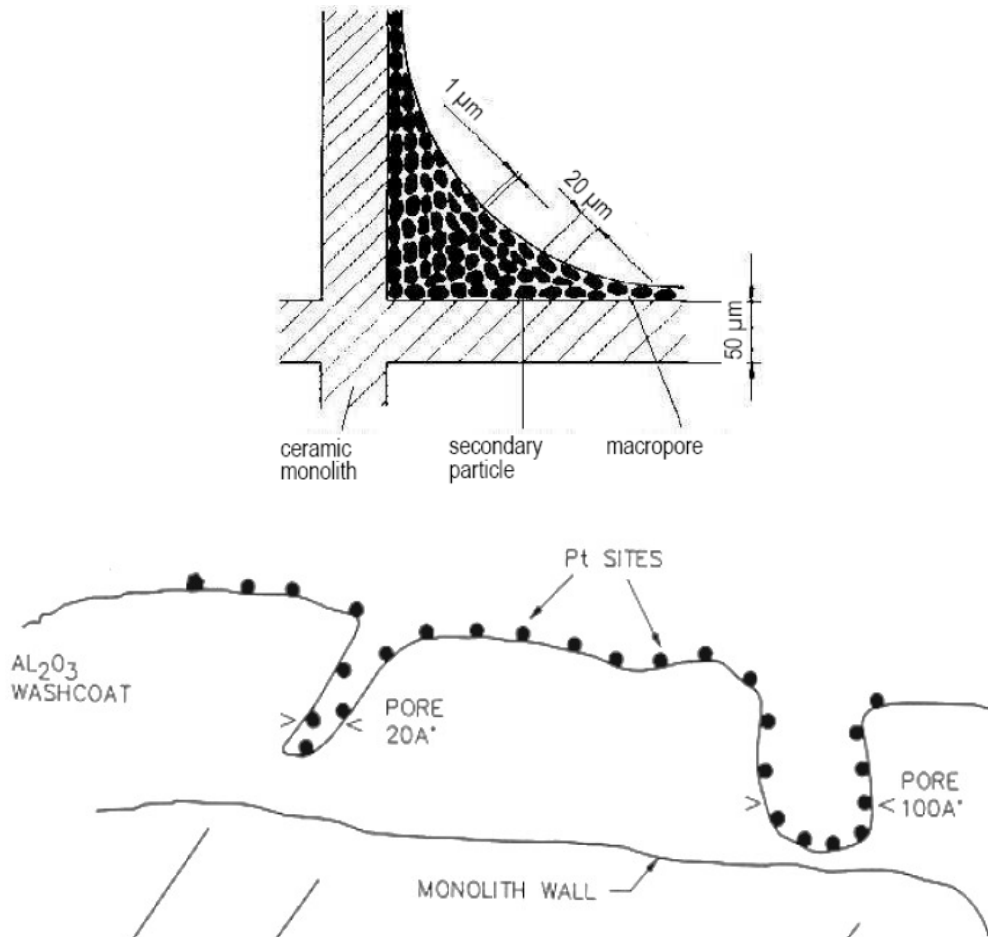 1 µm
20 µm
50 µm
ceramic
monolith
secondary
particle
macropore
Pt SITES
AL₂O₃
WASHCOAT
> PORE <
20A°
> PORE
< 100A°
MONOLITH WALL